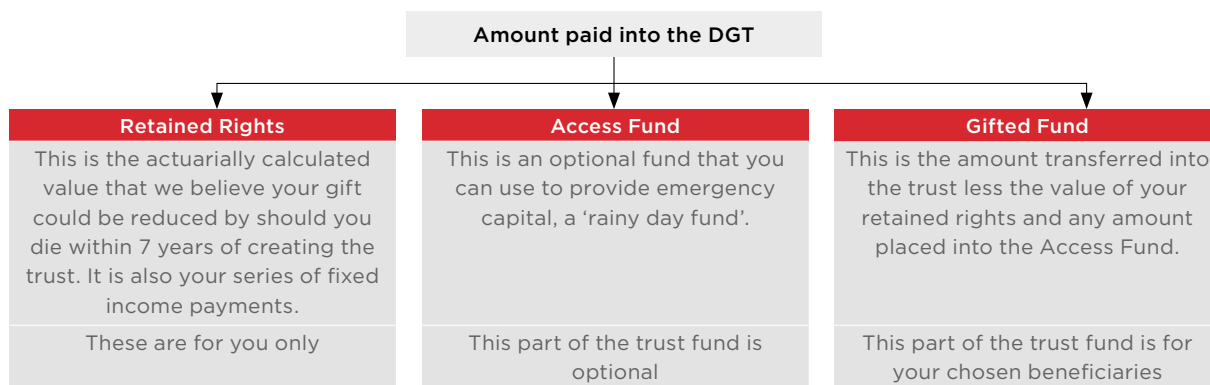 Amount paid into the DGT
Retained Rights
This is the actuarially calculated
value that we believe your gift
could be reduced by should you
die within 7 years of creating the
trust. It is also your series of fixed
income payments.
These are for you only
Access Fund
This is an optional fund that you
can use to provide emergency
capital, a ‘rainy day fund’.
This part of the trust fund is
optional
Gifted Fund
This is the amount transferred into
the trust less the value of your
retained rights and any amount
placed into the Access Fund.
This part of the trust fund is for
your chosen beneficiaries